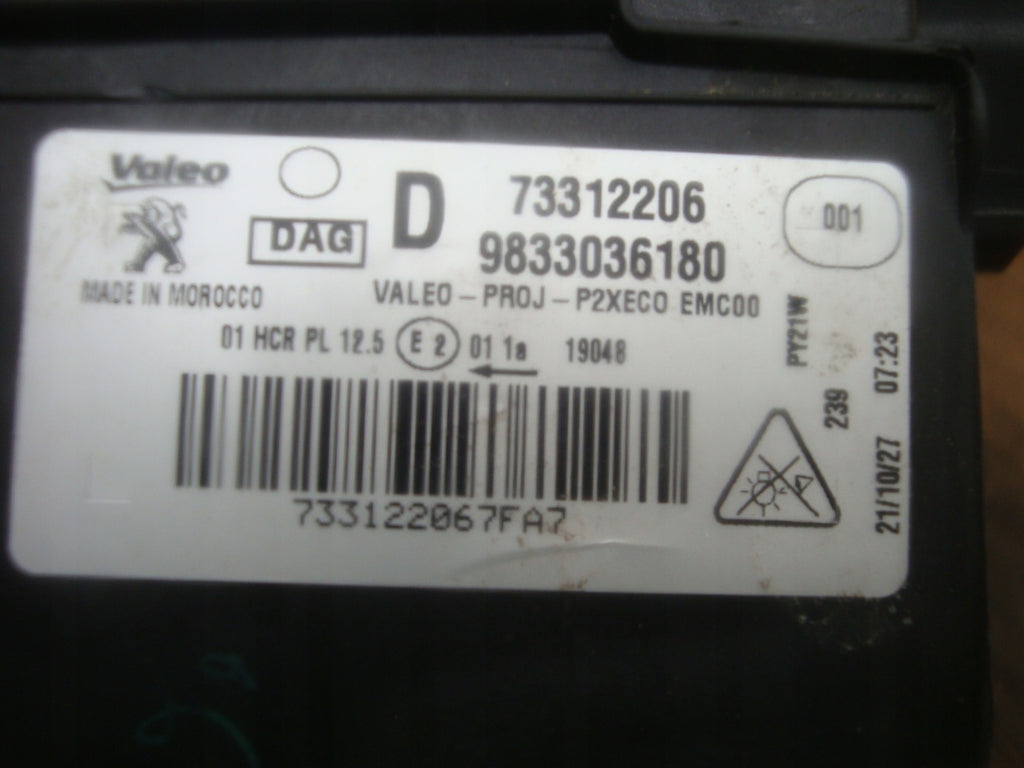 Valeo
DAG
D
73312206
9833036180
001
MADE IN MOROCCO
VALEO - PROJ - P2XECO EMC00
01 HCR PL 12.5 E 2 01 1a 19048
PY21W
239
21/10/27 07:23
733122067FA7